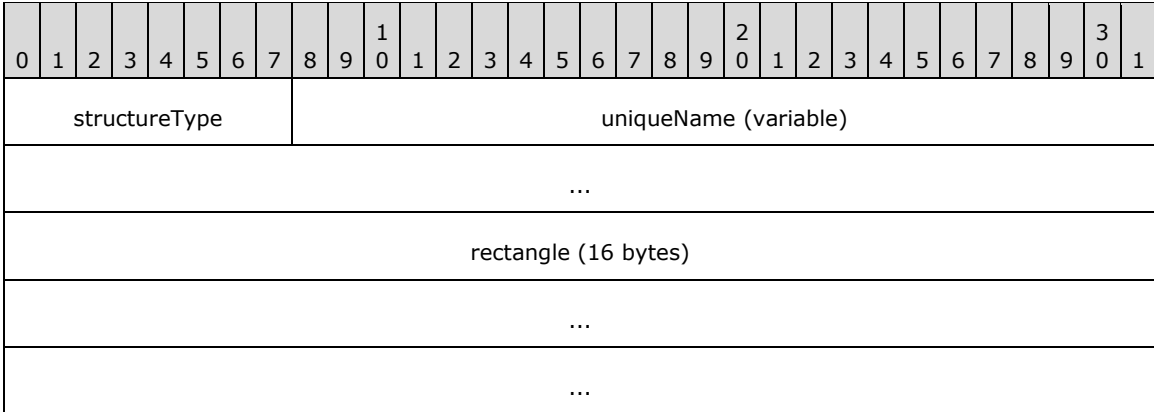 1 2 3
0 1 2 3 4 5 6 7 8 9 0 1 2 3 4 5 6 7 8 9 0 1 2 3 4 5 6 7 8 9 0 1
structureType uniqueName (variable)
...
rectangle (16 bytes)
...
...